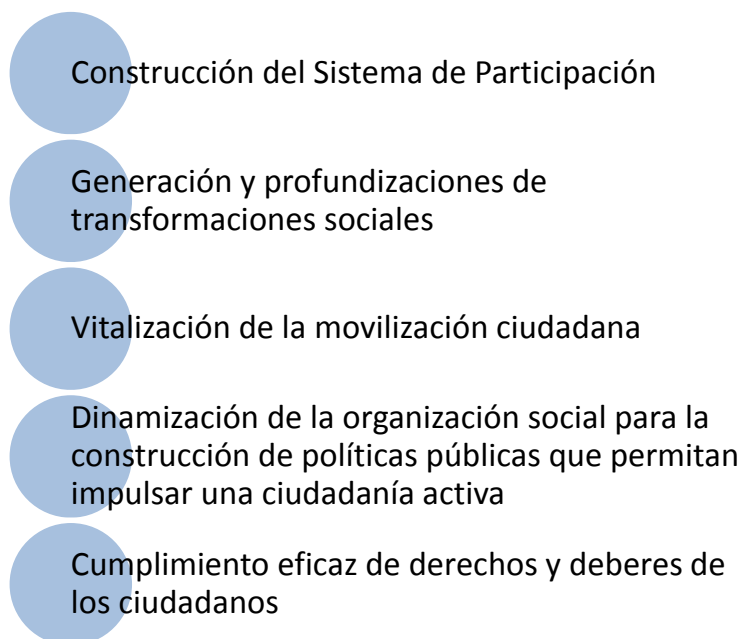 Construcción del Sistema de Participación
Generación y profundizaciones de
transformaciones sociales
Vitalización de la movilización ciudadana
Dinamización de la organización social para la
construcción de políticas públicas que permitan
impulsar una ciudadanía activa
Cumplimiento eficaz de derechos y deberes de
los ciudadanos